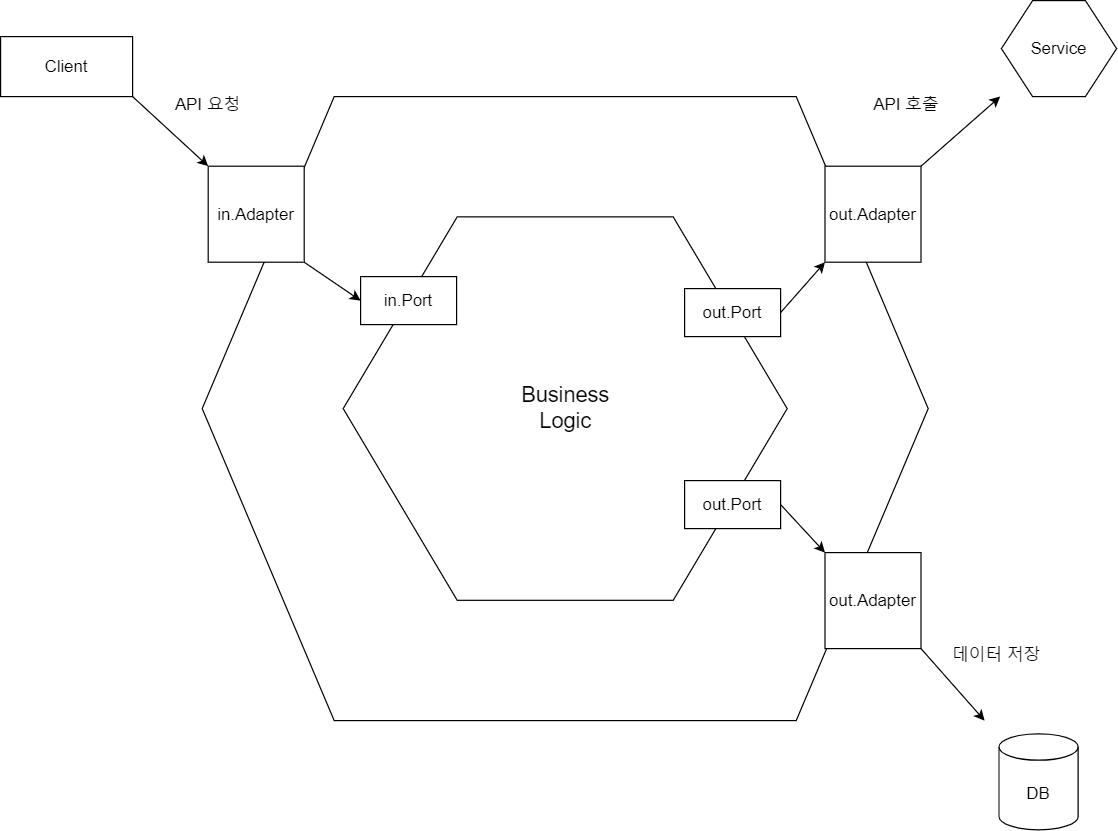 Service
Client
API 요청
API 호출
in.Adapter
out.Adapter
in.Port
out.Port
Business
Logic
out.Port
out.Adapter
데이터 저장
DB